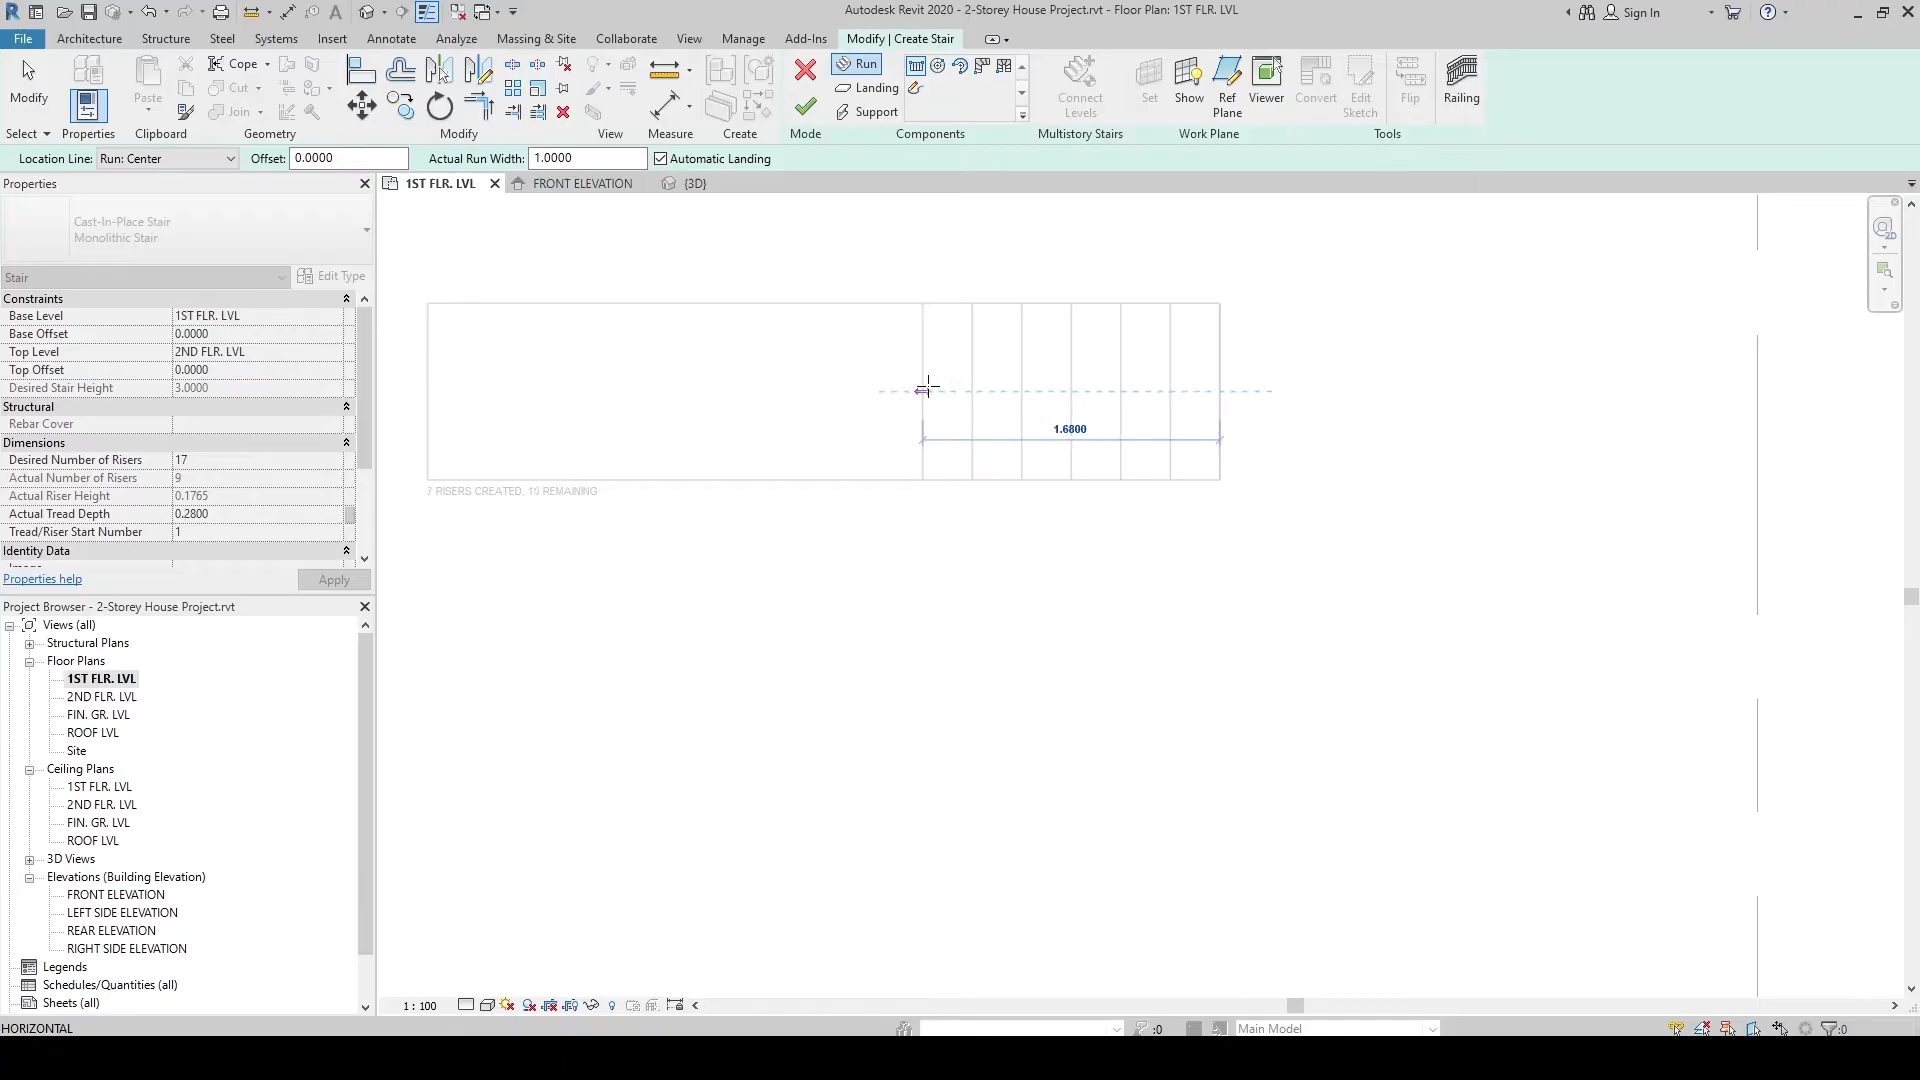 Autodesk Revit 2020 - 2-Storey House Project.rvt - Floor Plan: 1ST FLR. LVL
Sign In
File Architecture Structure Steel Systems Insert Annotate Analyze Massing & Site Collaborate View Manage Add-Ins Modify | Create Stair
Modify
Paste
Cope
Cut
Join
Run
Landing
Support
Connect Levels
Set
Show
Ref Plane
Viewer
Convert
Edit Sketch
Flip
Railing
Select Properties Clipboard Geometry Modify View Measure Create Mode Components Multistory Stairs Work Plane Tools
Location Line: Run: Center Offset: 0.0000 Actual Run Width: 1.0000 Automatic Landing
Properties
1ST FLR. LVL FRONT ELEVATION {3D}
2D
Cast-In-Place Stair
Monolithic Stair
Stair Edit Type
Constraints
Base Level 1ST FLR. LVL
Base Offset 0.0000
Top Level 2ND FLR. LVL
Top Offset 0.0000
Desired Stair Height 3.0000
Structural
Rebar Cover
Dimensions
Desired Number of Risers 17
Actual Number of Risers 9
Actual Riser Height 0.1765
Actual Tread Depth 0.2800
Tread/Riser Start Number 1
Identity Data
Properties help Apply
1.6800
7 RISERS CREATED, 10 REMAINING
Project Browser - 2-Storey House Project.rvt
Views (all)
Structural Plans
Floor Plans
1ST FLR. LVL
2ND FLR. LVL
FIN. GR. LVL
ROOF LVL
Site
Ceiling Plans
1ST FLR. LVL
2ND FLR. LVL
FIN. GR. LVL
ROOF LVL
3D Views
Elevations (Building Elevation)
FRONT ELEVATION
LEFT SIDE ELEVATION
REAR ELEVATION
RIGHT SIDE ELEVATION
Legends
Schedules/Quantities (all)
Sheets (all)
1 : 100
HORIZONTAL
:0
Main Model
:0